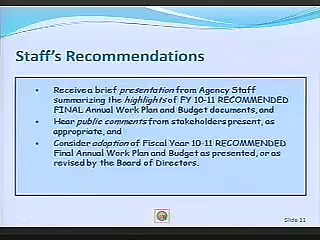 Staff's Recommendations
• Receive a brief presentation from Agency Staff
summarizing the highlights of FY 10-11 RECOMMENDED
FINAL Annual Work Plan and Budget documents, and
• Hear public comments from stakeholders present, as
appropriate, and
• Consider adoption of Fiscal Year 10-11 RECOMMENDED
Final Annual Work Plan and Budget as presented, or as
revised by the Board of Directors.
Slide 11